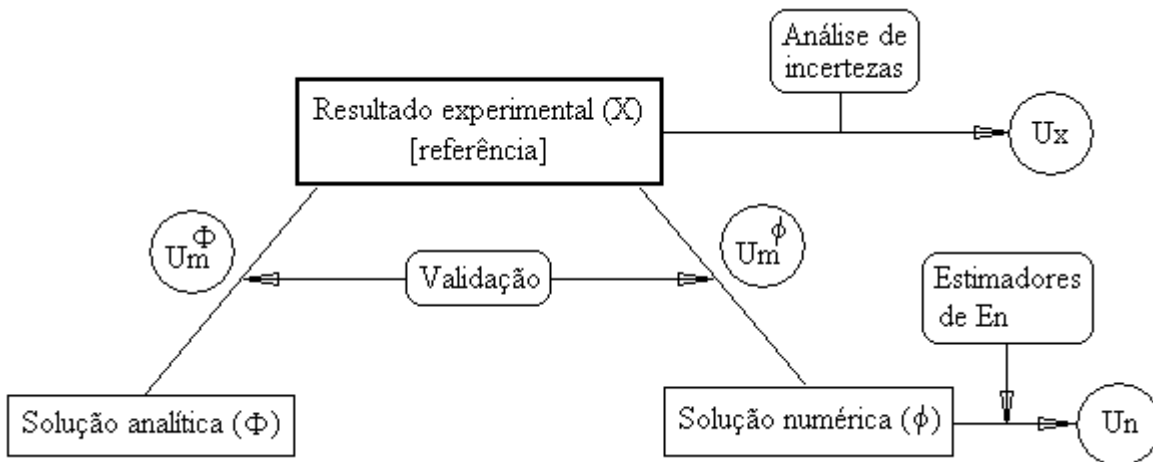 Análise de
incertezas
Resultado experimental (X)
[referência]
Ux
Um^Φ
Validação
Um^ϕ
Estimadores
de En
Solução analítica (Φ)
Solução numérica (ϕ)
Un